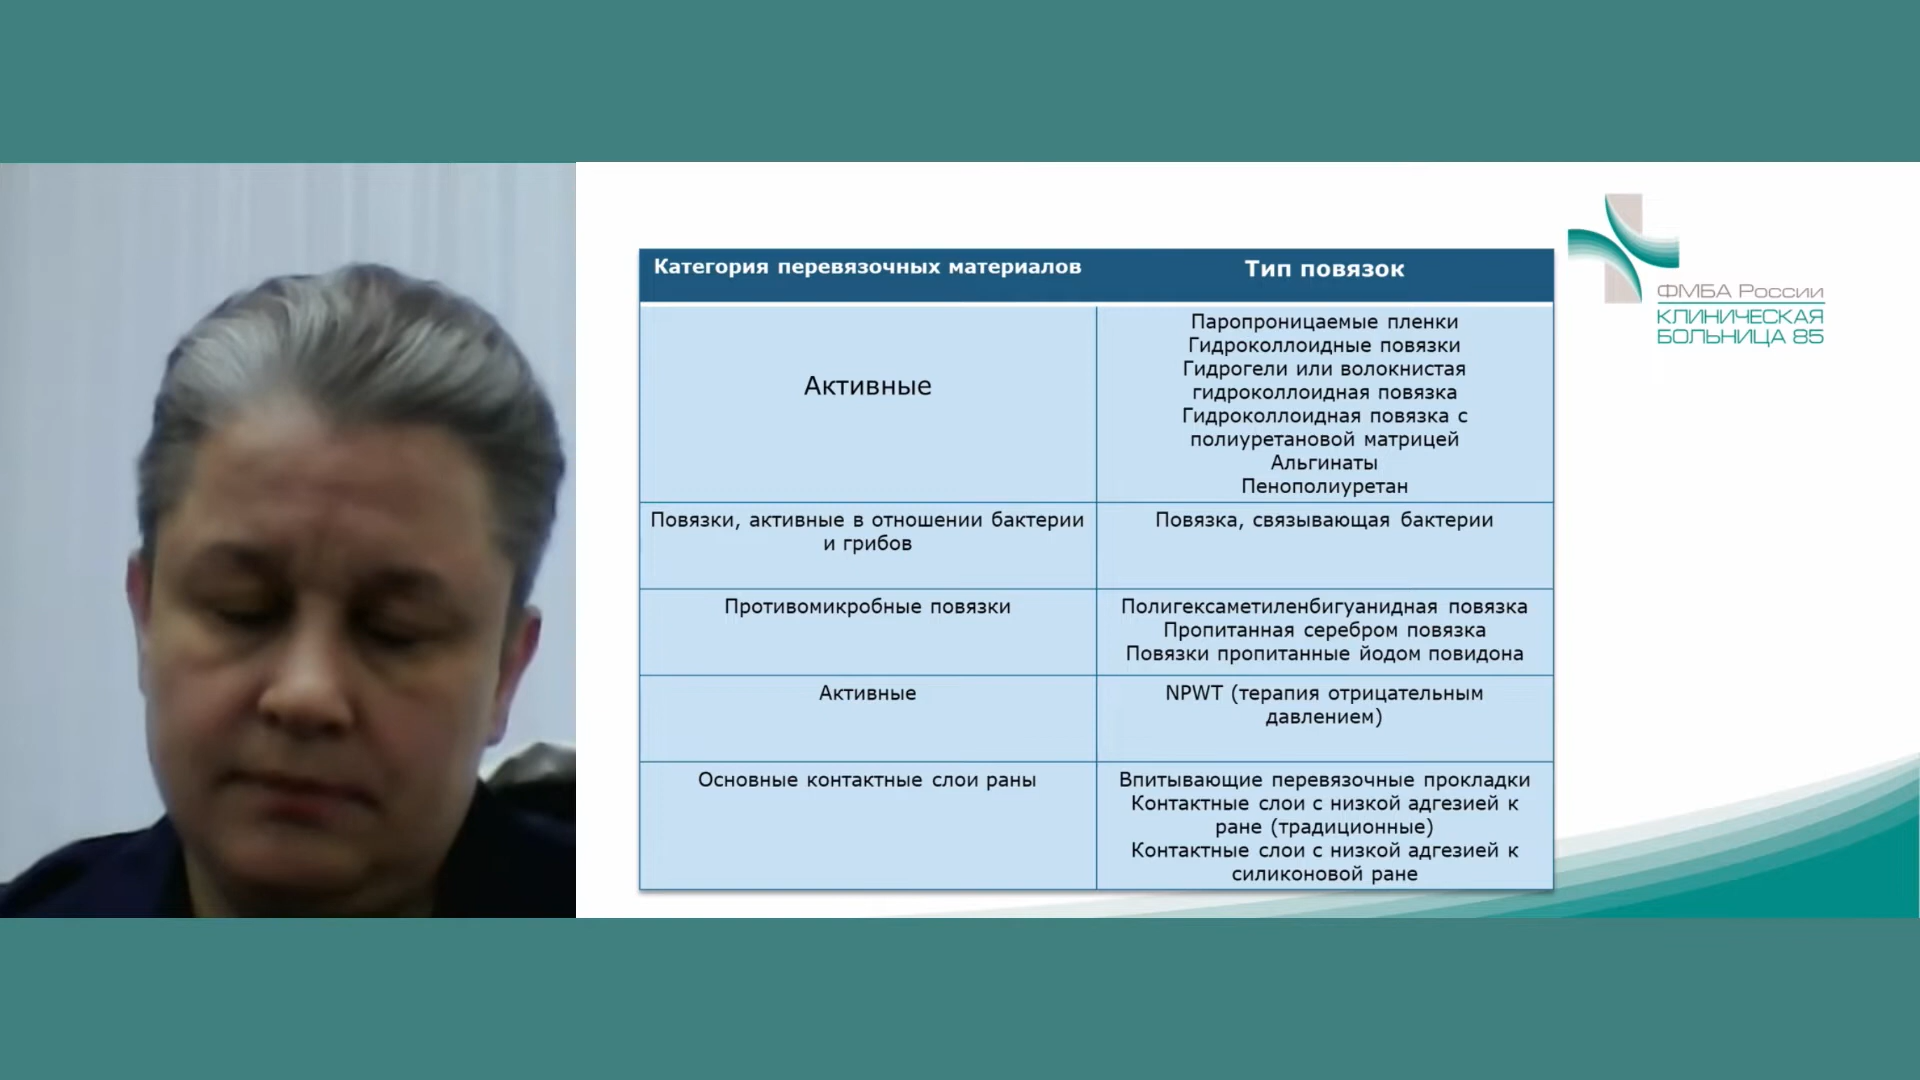 Категория перевязочных материалов
Тип повязок
Активные
Паропроницаемые пленки
Гидроколлоидные повязки
Гидрогели или волокнистая
гидроколлоидная повязка
Гидроколлоидная повязка с
полиуретановой матрицей
Альгинаты
Пенополиуретан
Повязки, активные в отношении бактерии
и грибов
Повязка, связывающая бактерии
Противомикробные повязки
Полигексаметиленбигуанидная повязка
Пропитанная серебром повязка
Повязки пропитанные йодом повидона
Активные
NPWT (терапия отрицательным
давлением)
Основные контактные слои раны
Впитывающие перевязочные прокладки
Контактные слои с низкой адгезией к
ране (традиционные)
Контактные слои с низкой адгезией к
силиконовой ране
ФМБА России
КЛИНИЧЕСКАЯ
БОЛЬНИЦА 85